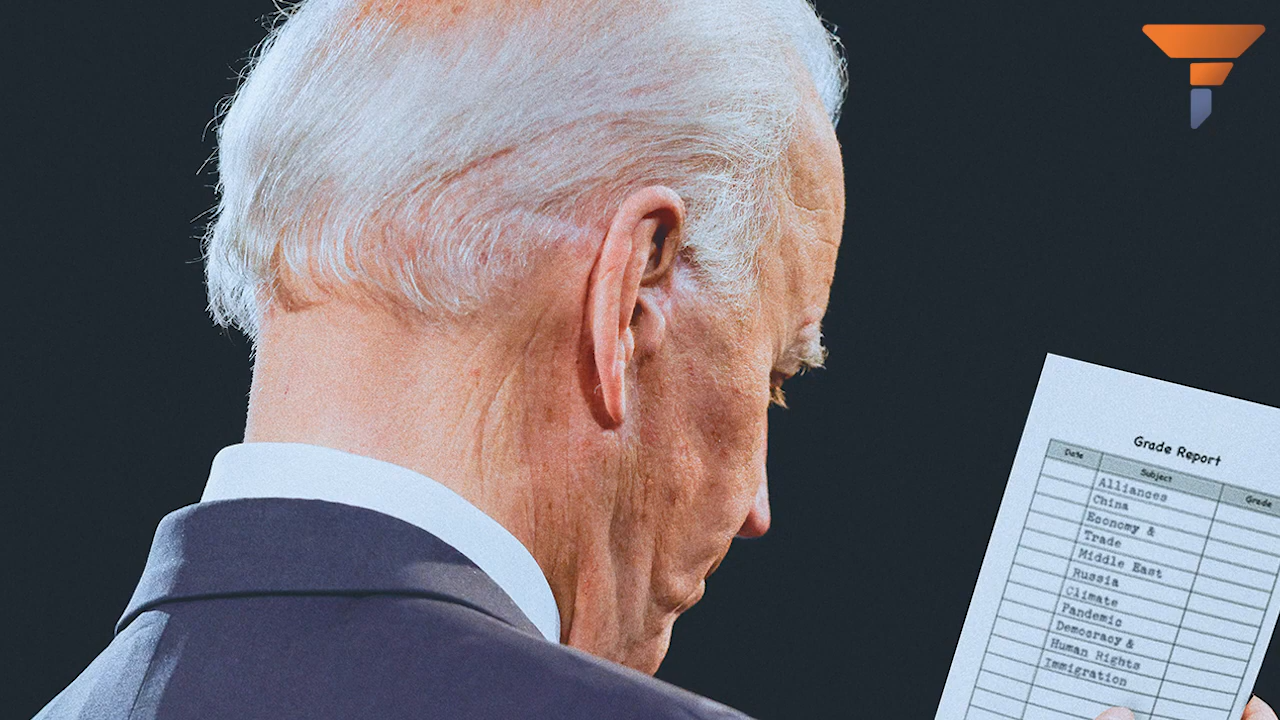 Grade Report
Date Subject Grade
Alliances
China
Economy &
Trade
Middle East
Russia
Climate
Pandemic
Democracy &
Human Rights
Immigration